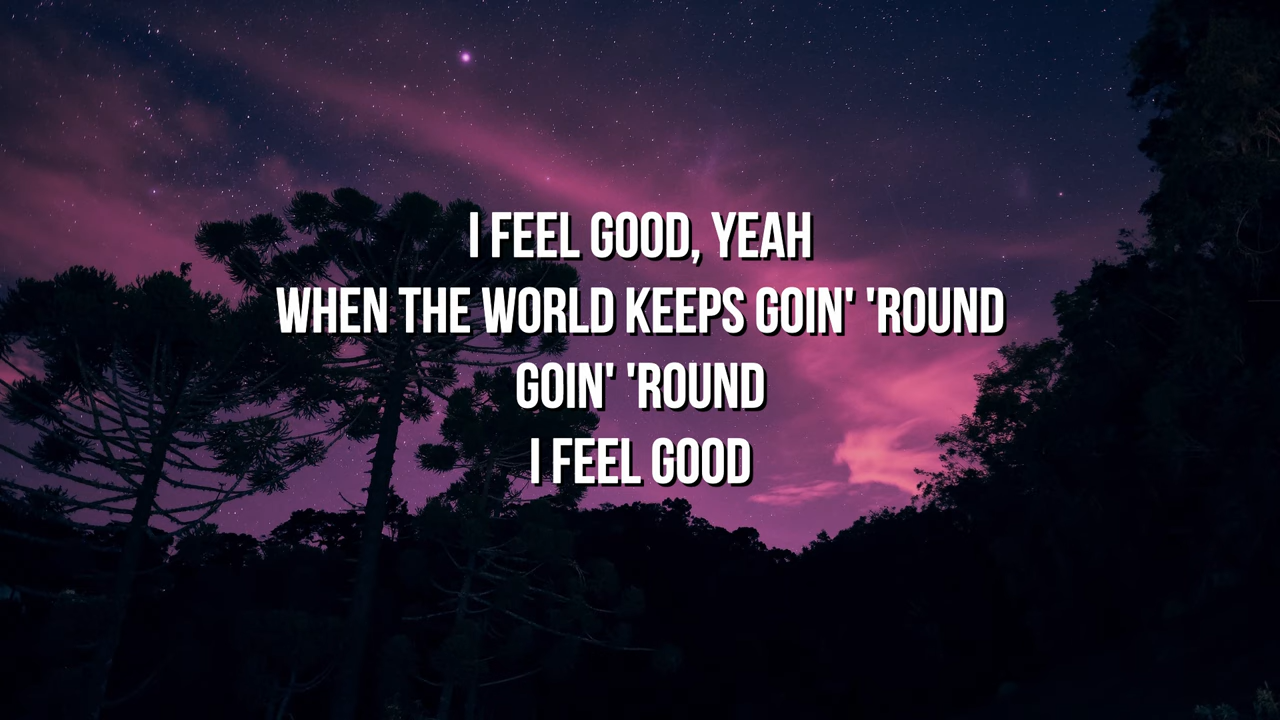 I FEEL GOOD, YEAH
WHEN THE WORLD KEEPS GOIN' 'ROUND
GOIN' 'ROUND
I FEEL GOOD